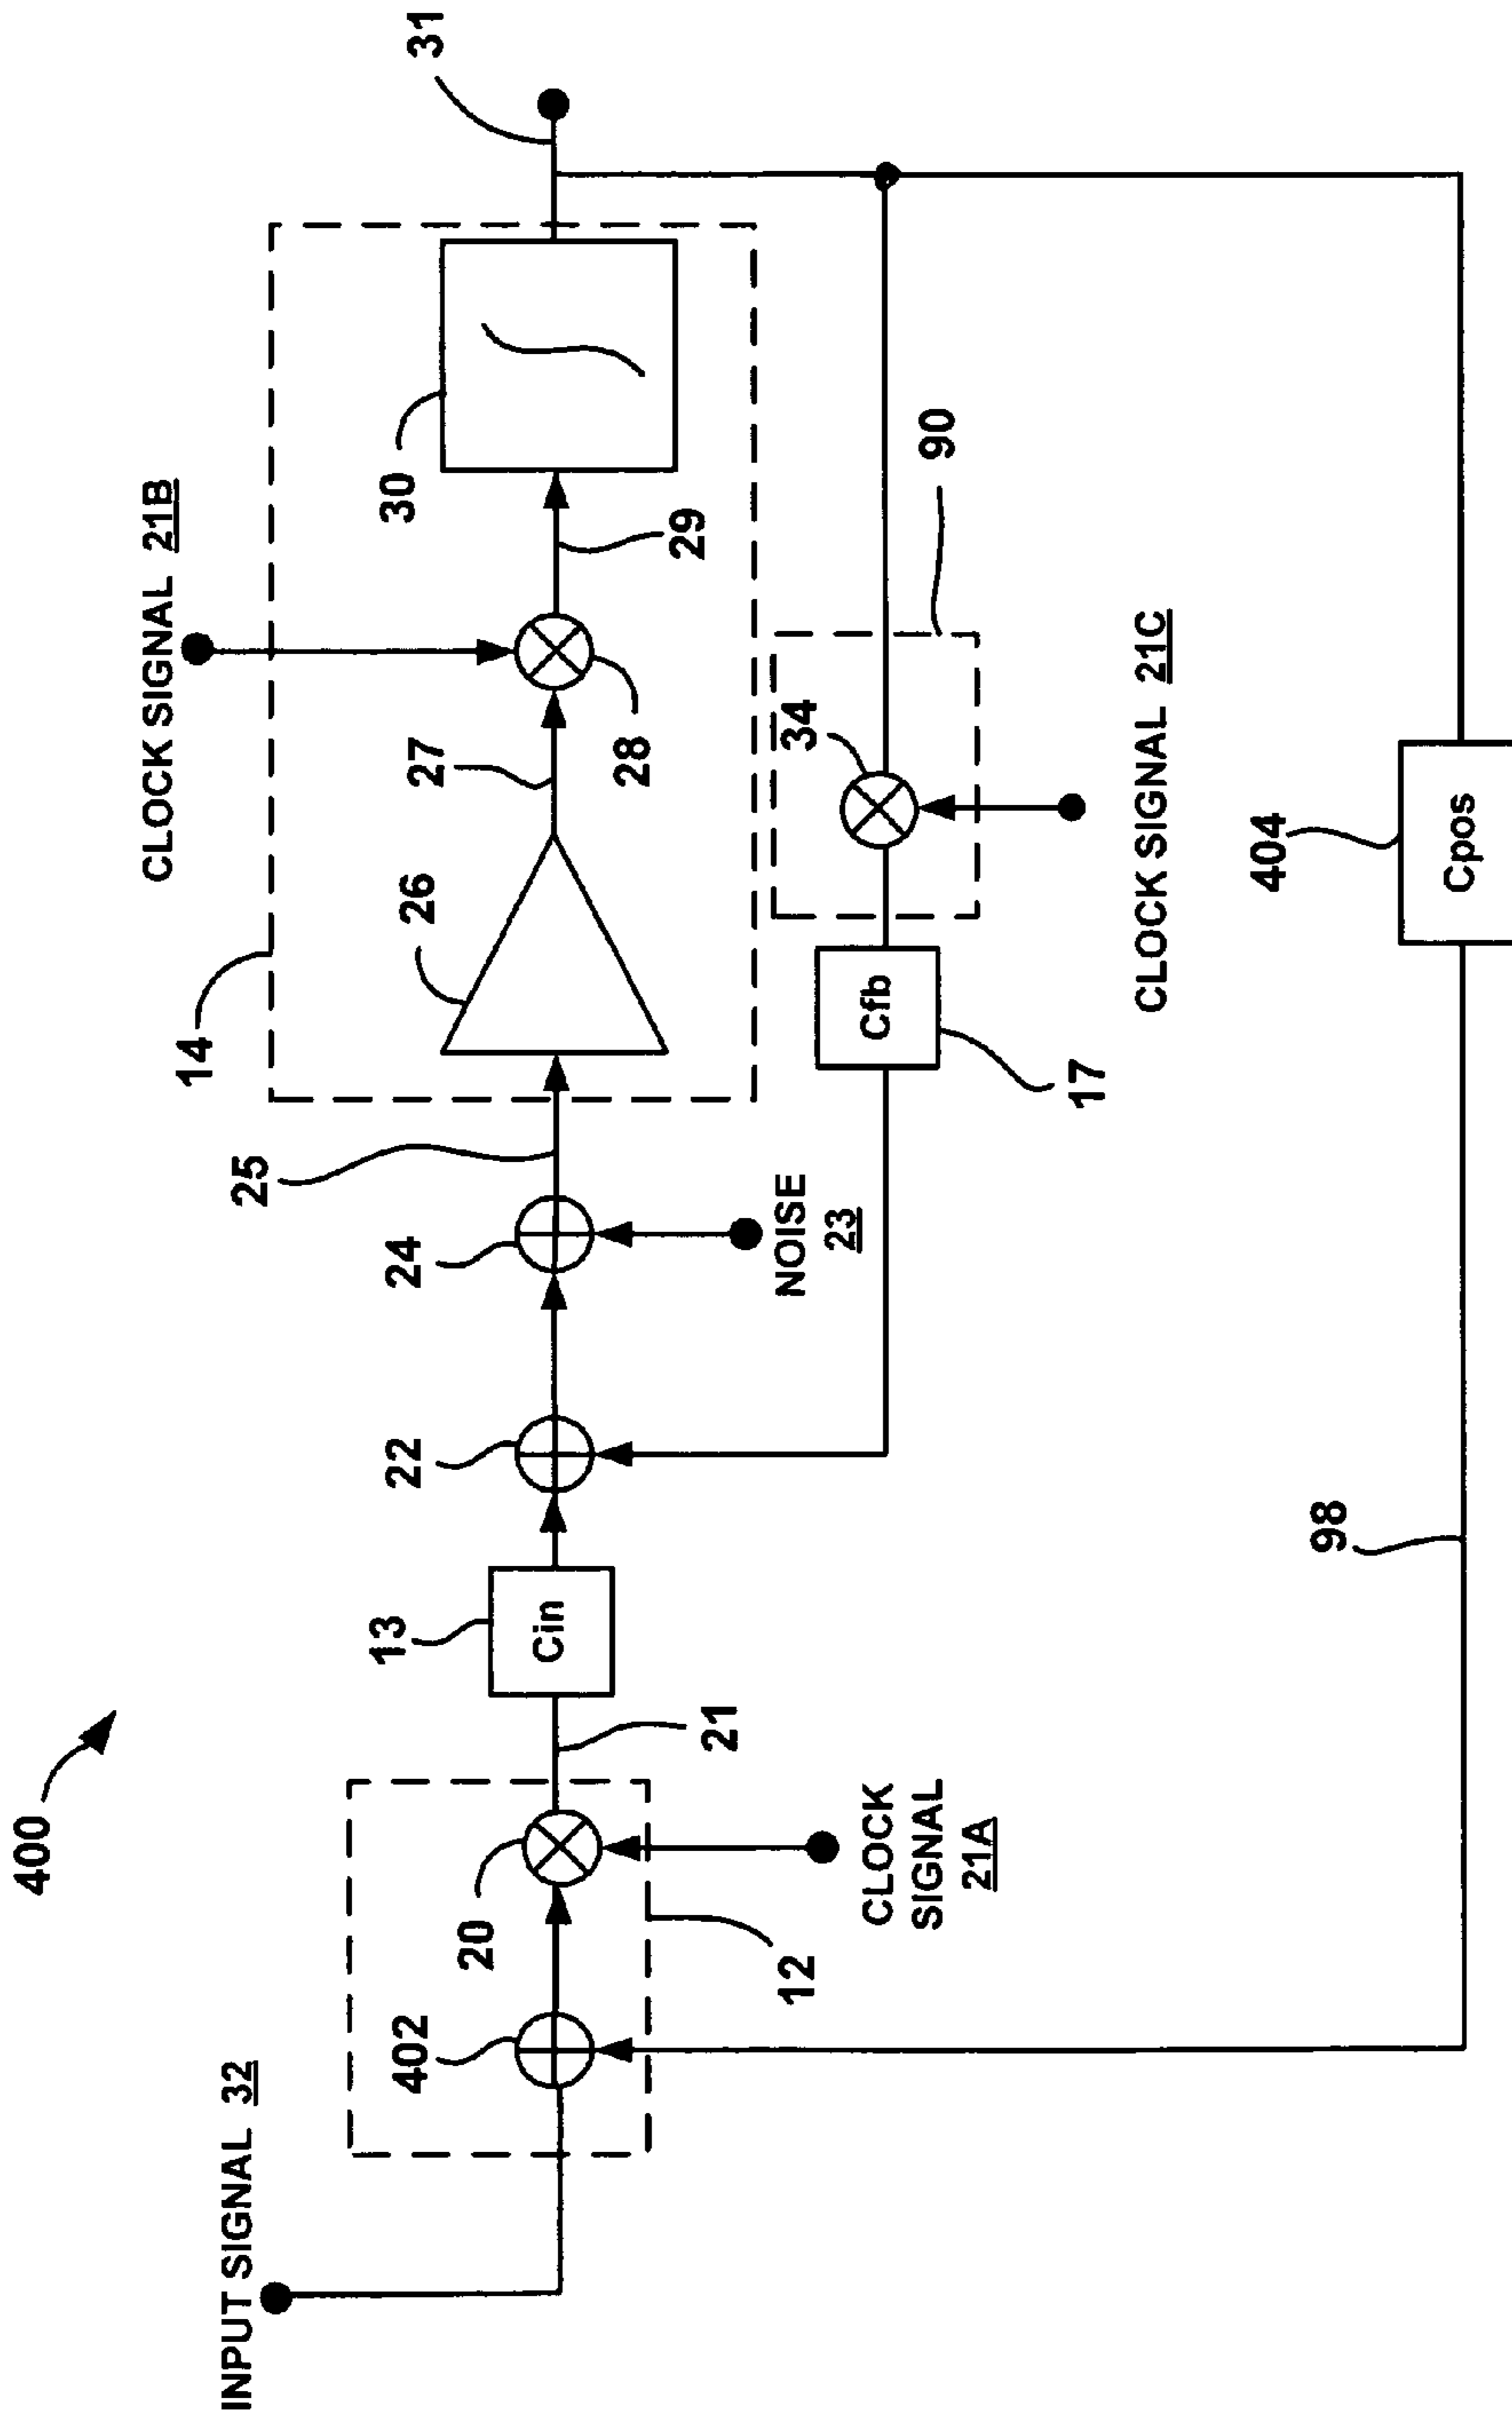 400
INPUT SIGNAL 32
402
20
12
CLOCK
SIGNAL
21A
21
13
Cin
22
24
NOISE
23
25
14
26
27
CLOCK SIGNAL 21B
28
29
30
31
Cfb
17
34
90
CLOCK SIGNAL 21C
98
404
Cpos